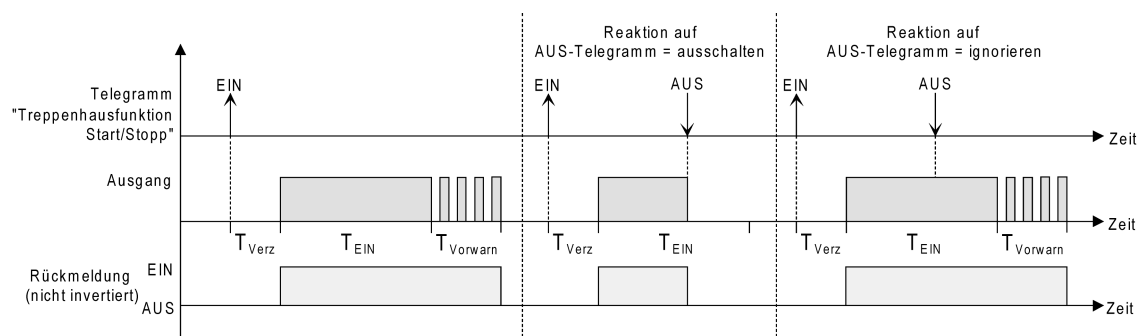 Reaktion auf
AUS-Telegramm = ausschalten
Reaktion auf
AUS-Telegramm = ignorieren
Telegramm
"Treppenhausfunktion
Start/Stopp"
EIN
EIN
AUS
EIN
AUS
Zeit
Ausgang
Zeit
T Verz
T EIN
T Vorwarn
T Verz
T EIN
T Verz
T EIN
T Vorwarn
Rückmeldung
(nicht invertiert)
EIN
AUS
Zeit